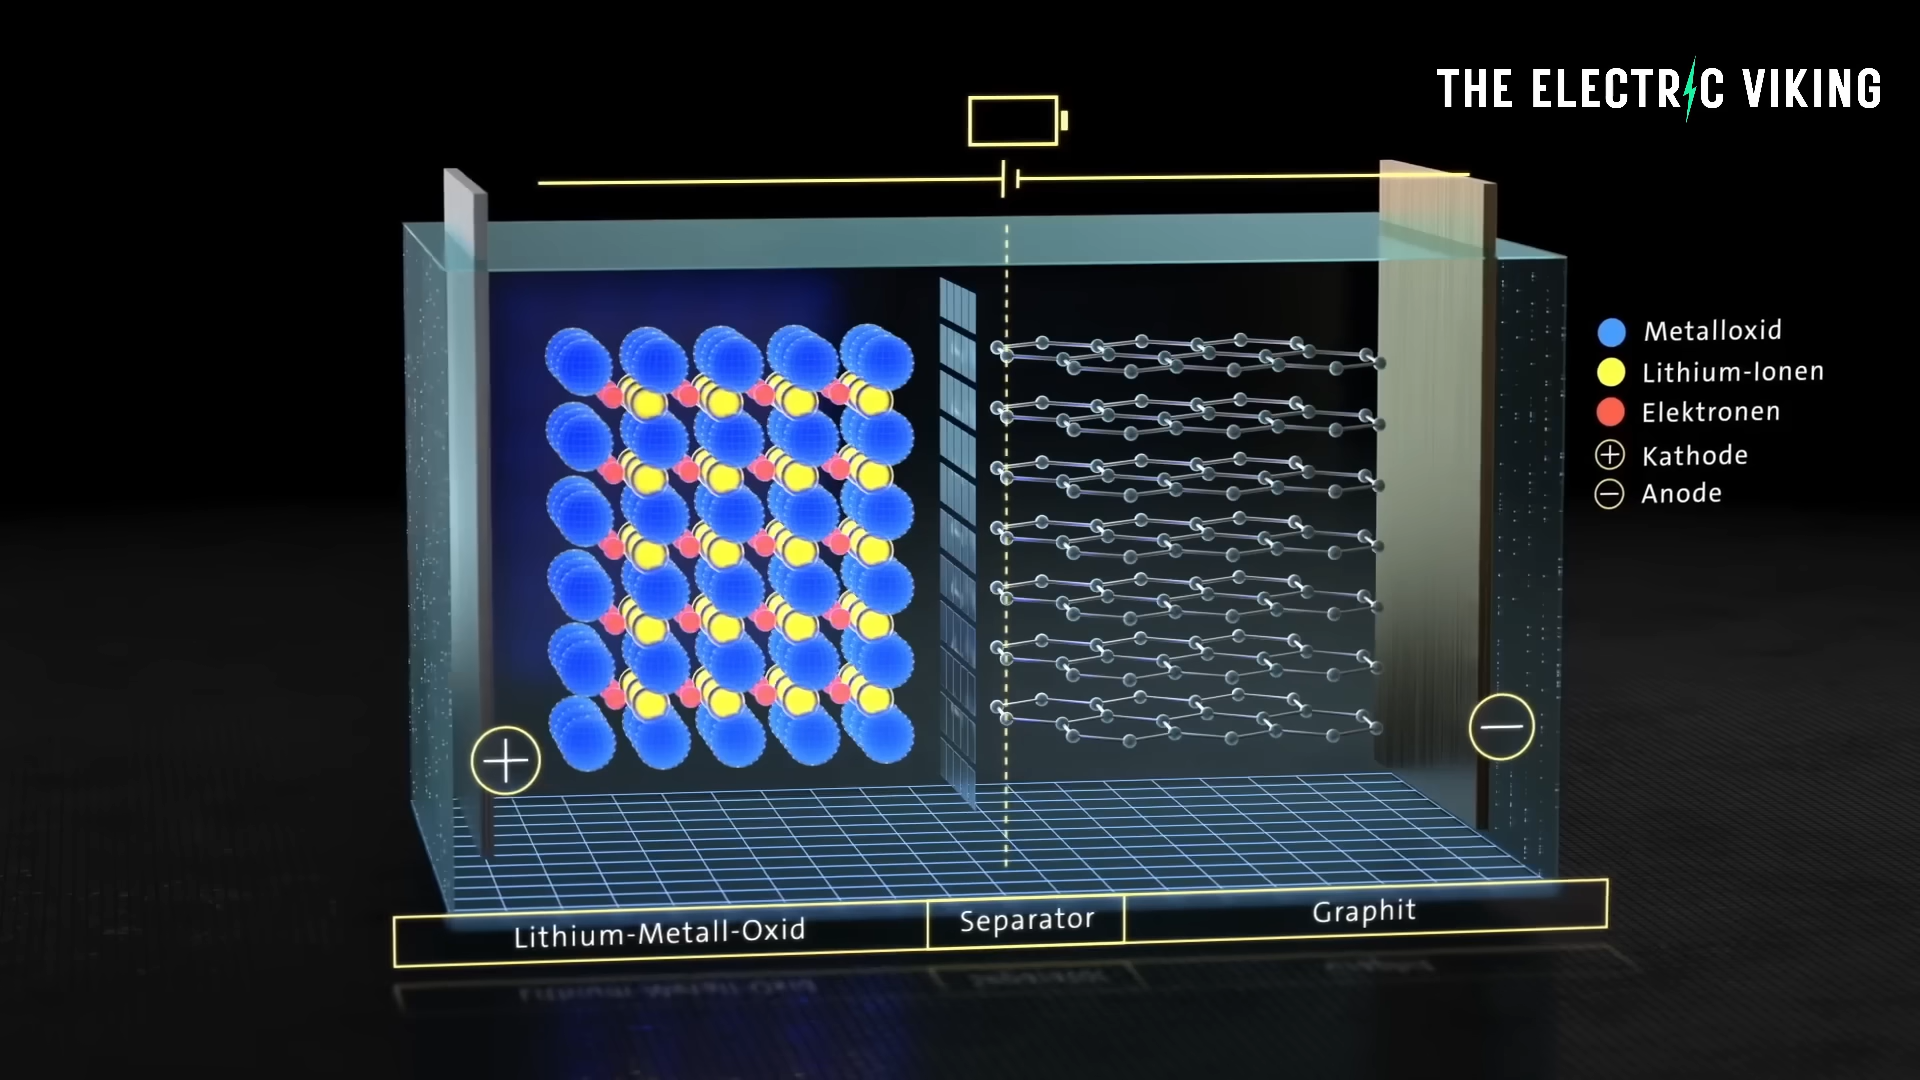 THE ELECTRIC VIKING
Metalloxid
Lithium-Ionen
Elektronen
Kathode
Anode
Lithium-Metall-Oxid
Separator
Graphit